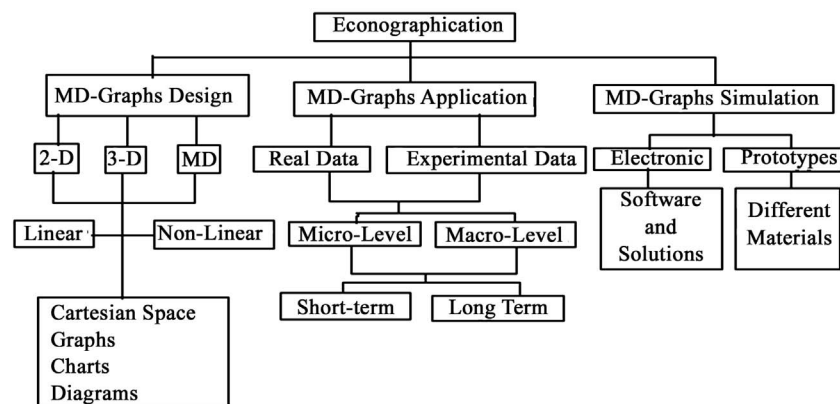 Econographication
MD-Graphs Design
MD-Graphs Application
MD-Graphs Simulation
2-D
3-D
MD
Real Data
Experimental Data
Electronic
Prototypes
Linear
Non-Linear
Micro-Level
Macro-Level
Software
and
Solutions
Different
Materials
Short-term
Long Term
Cartesian Space
Graphs
Charts
Diagrams